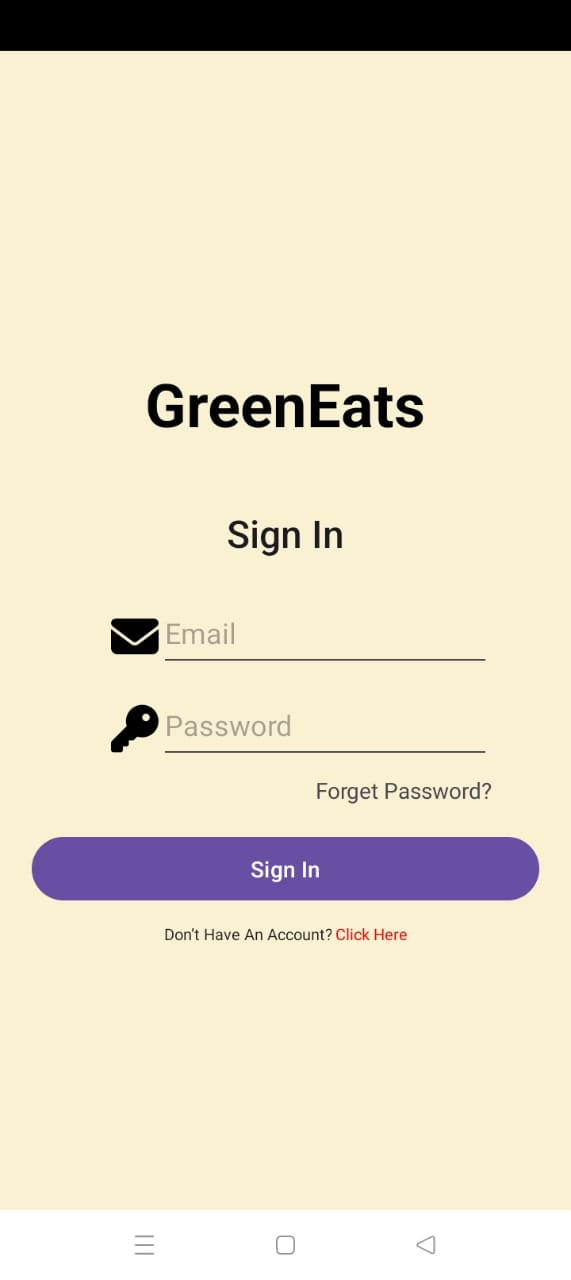 GreenEats
Sign In
Email
Password
Forget Password?
Sign In
Don't Have An Account? Click Here